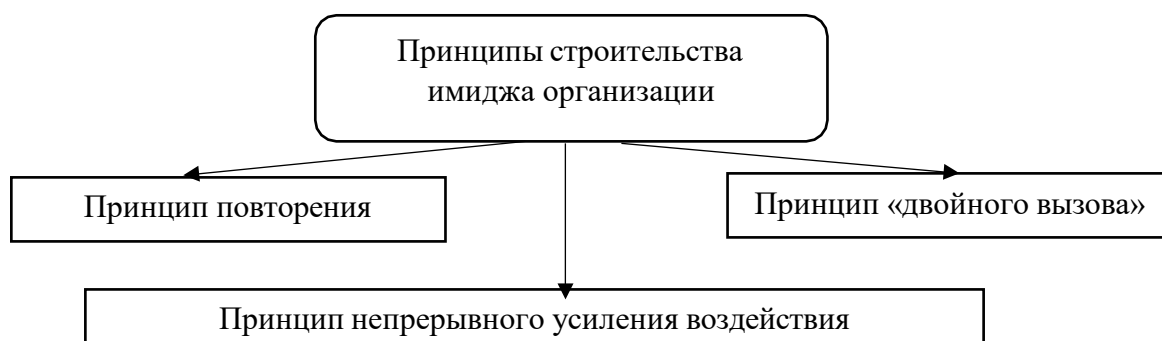 Принципы строительства
имиджа организации
Принцип повторения
Принцип «двойного вызова»
Принцип непрерывного усиления воздействия